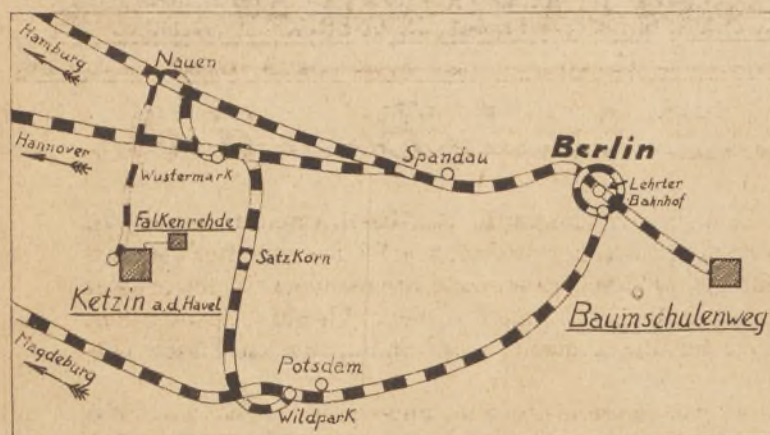 Hamburg
Nauen
Hannover
Wustermark
Spandau
Berlin
Lehrter
Bahnhof
Falkenrehde
Satzkorn
Ketzin a.d. Havel
Baumschulenweg
Magdeburg
Potsdam
Wildpark